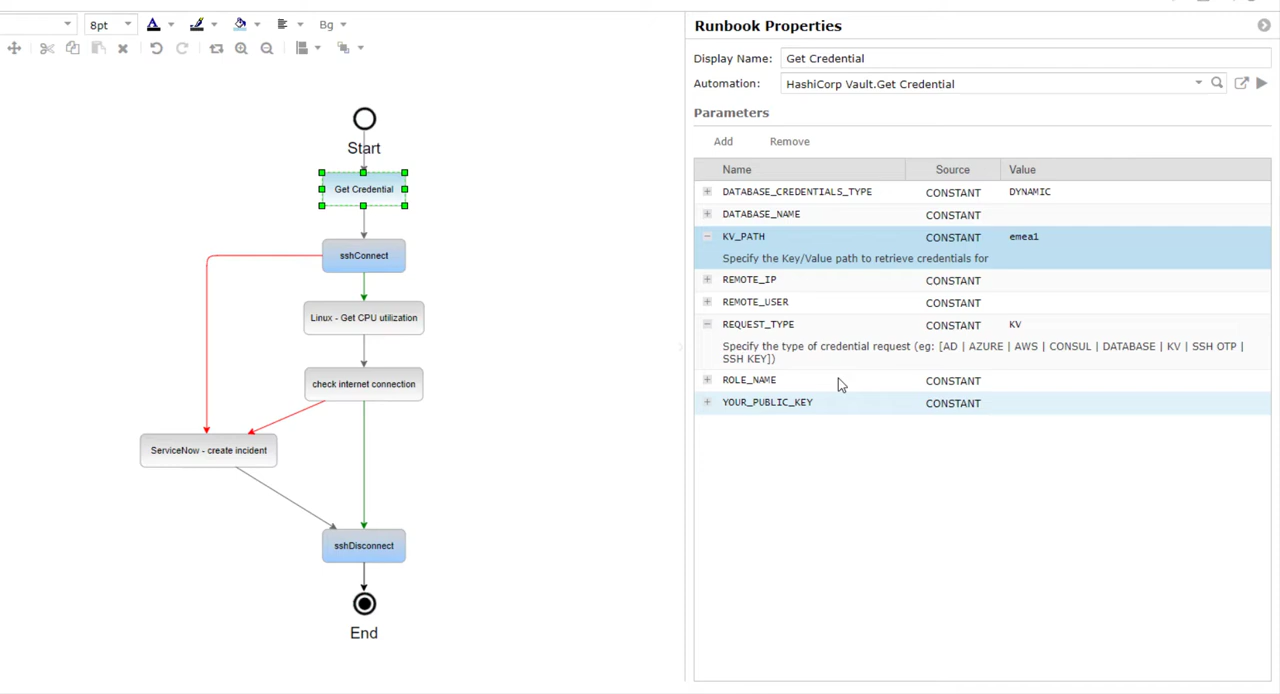 8pt
Bg
Start
Get Credential
sshConnect
Linux - Get CPU utilization
check internet connection
ServiceNow - create incident
sshDisconnect
End
Runbook Properties
Display Name: Get Credential
Automation: HashiCorp Vault.Get Credential
Parameters
Add Remove
Name Source Value
DATABASE_CREDENTIALS_TYPE CONSTANT DYNAMIC
DATABASE_NAME CONSTANT
KV_PATH CONSTANT emea1
Specify the Key/Value path to retrieve credentials for
REMOTE_IP CONSTANT
REMOTE_USER CONSTANT
REQUEST_TYPE CONSTANT KV
Specify the type of credential request (eg: [AD | AZURE | AWS | CONSUL | DATABASE | KV | SSH OTP |
SSH KEY])
ROLE_NAME CONSTANT
YOUR_PUBLIC_KEY CONSTANT